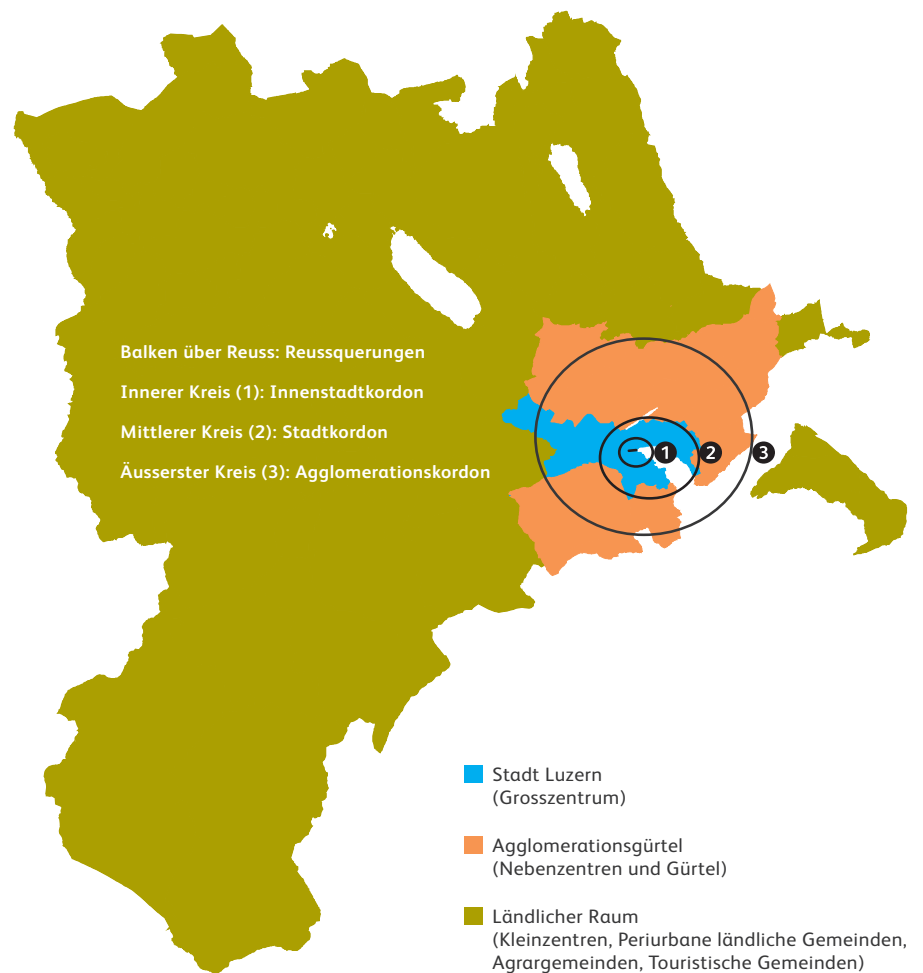 Balken über Reuss: Reussquerungen
Innerer Kreis (1): Innenstadtkordon
Mittlerer Kreis (2): Stadtkordon
Äusserster Kreis (3): Agglomerationskordon
1 2 3
Stadt Luzern
(Grosszentrum)
Agglomerationsgürtel
(Nebenzentren und Gürtel)
Ländlicher Raum
(Kleinzentren, Periurbane ländliche Gemeinden,
Agrargemeinden, Touristische Gemeinden)